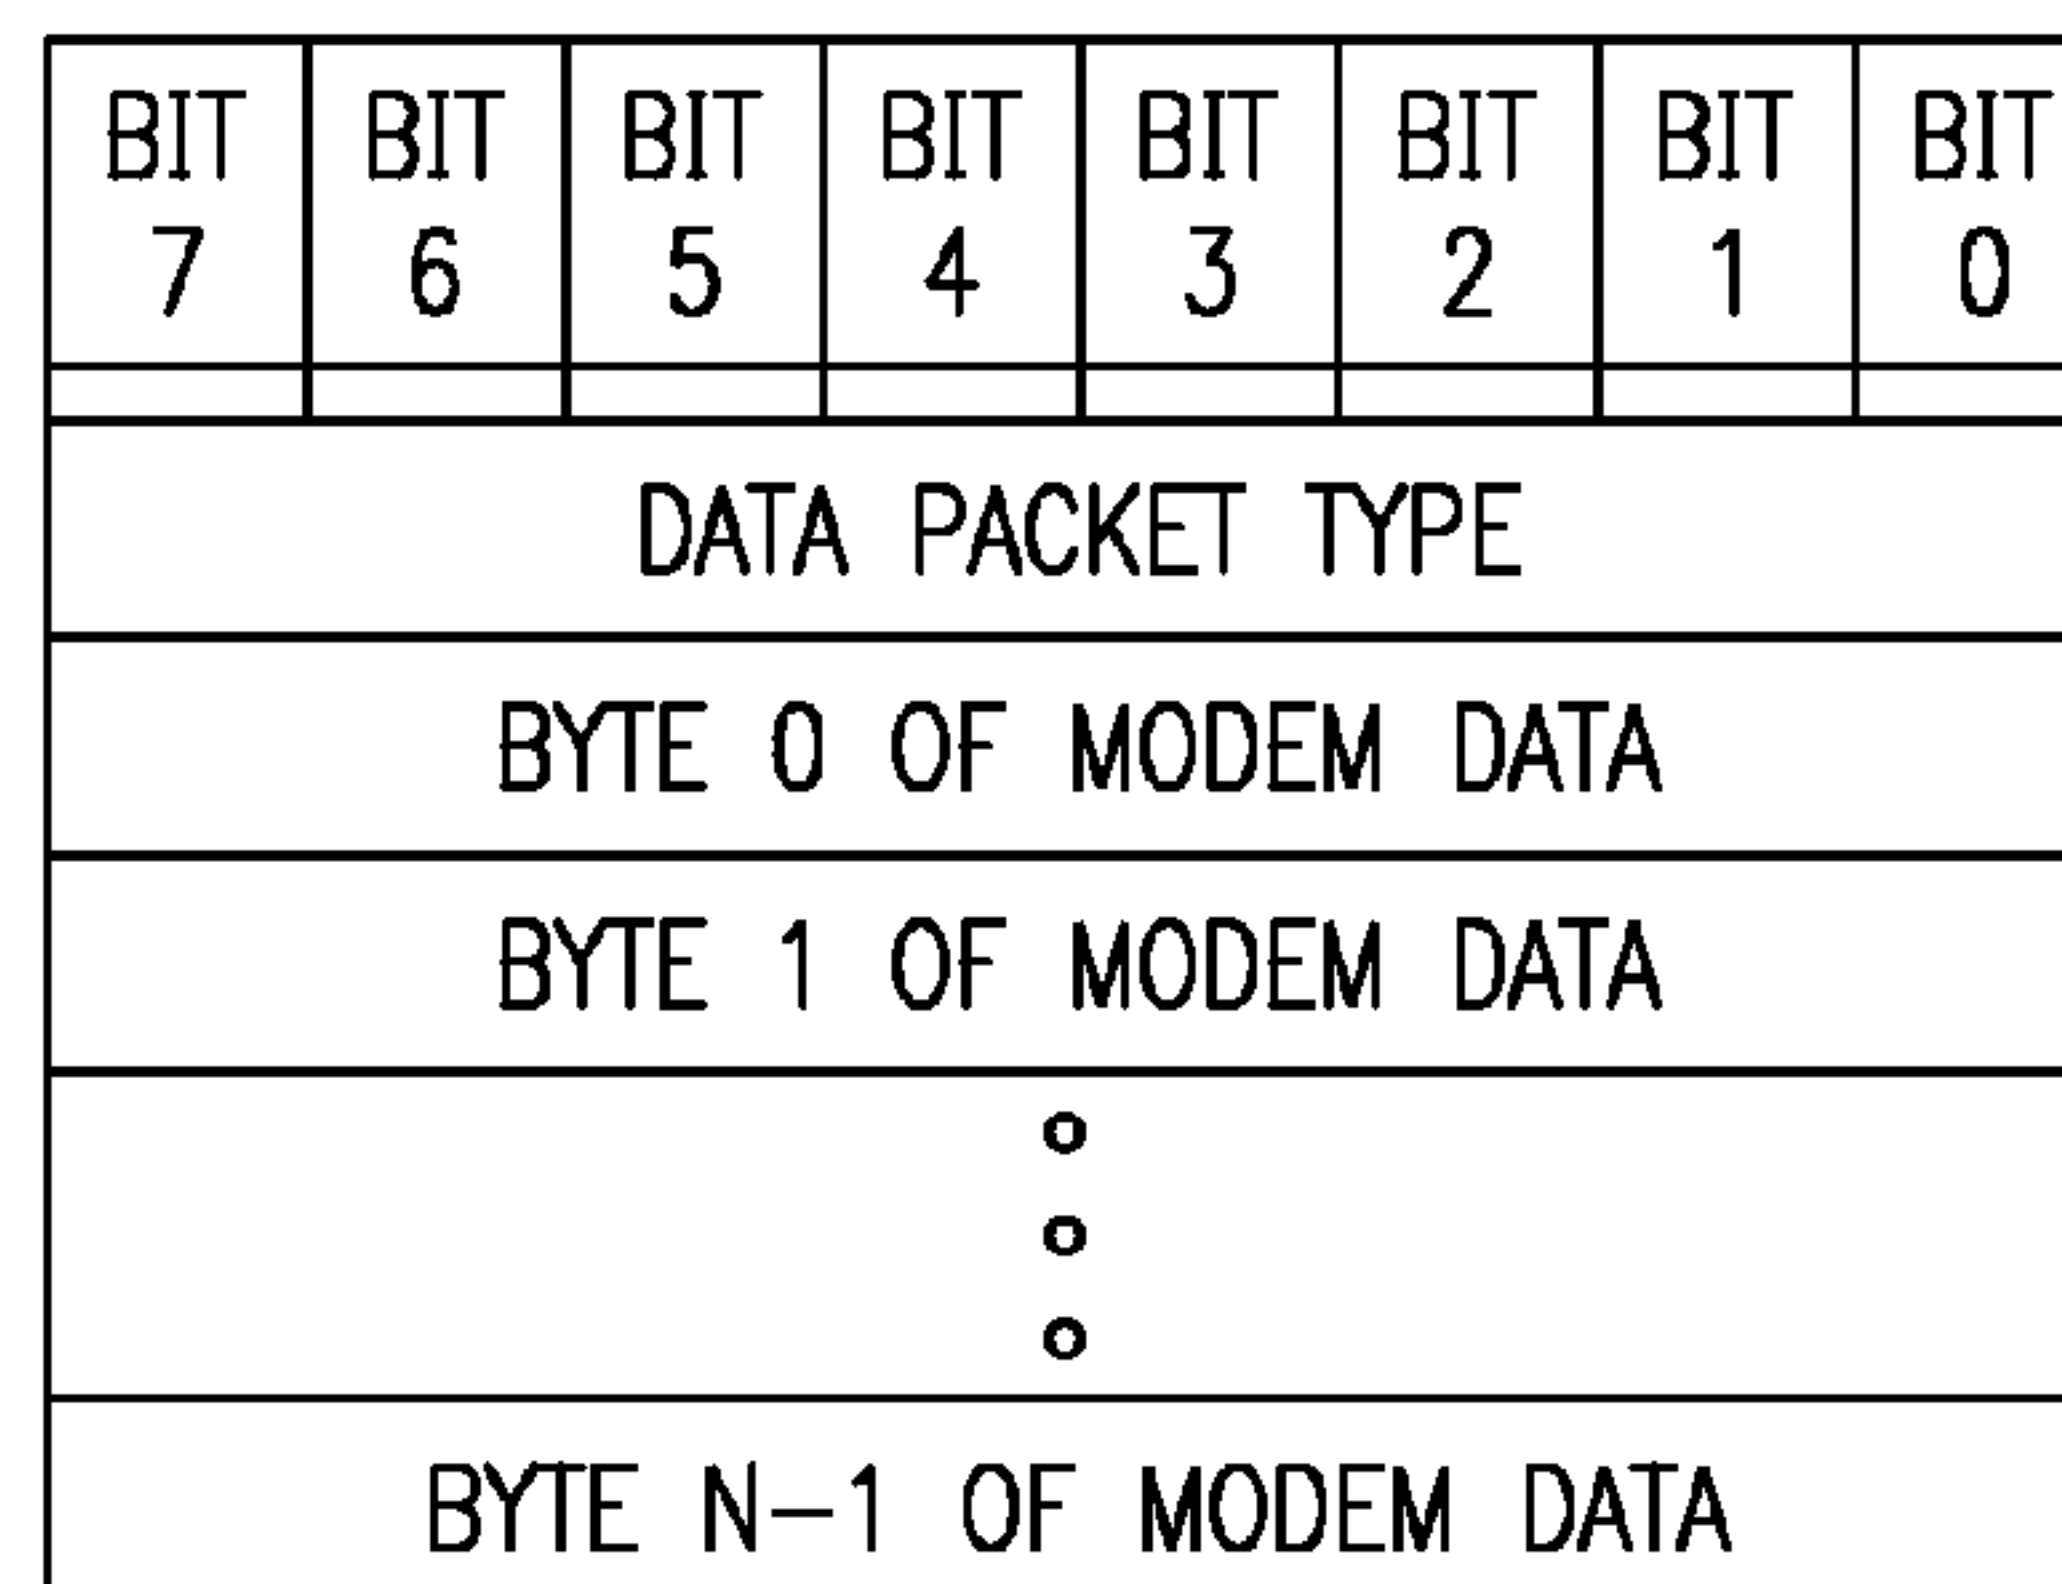 BIT BIT BIT BIT BIT BIT BIT BIT
7 6 5 4 3 2 1 0
DATA PACKET TYPE
BYTE 0 OF MODEM DATA
BYTE 1 OF MODEM DATA
BYTE N-1 OF MODEM DATA